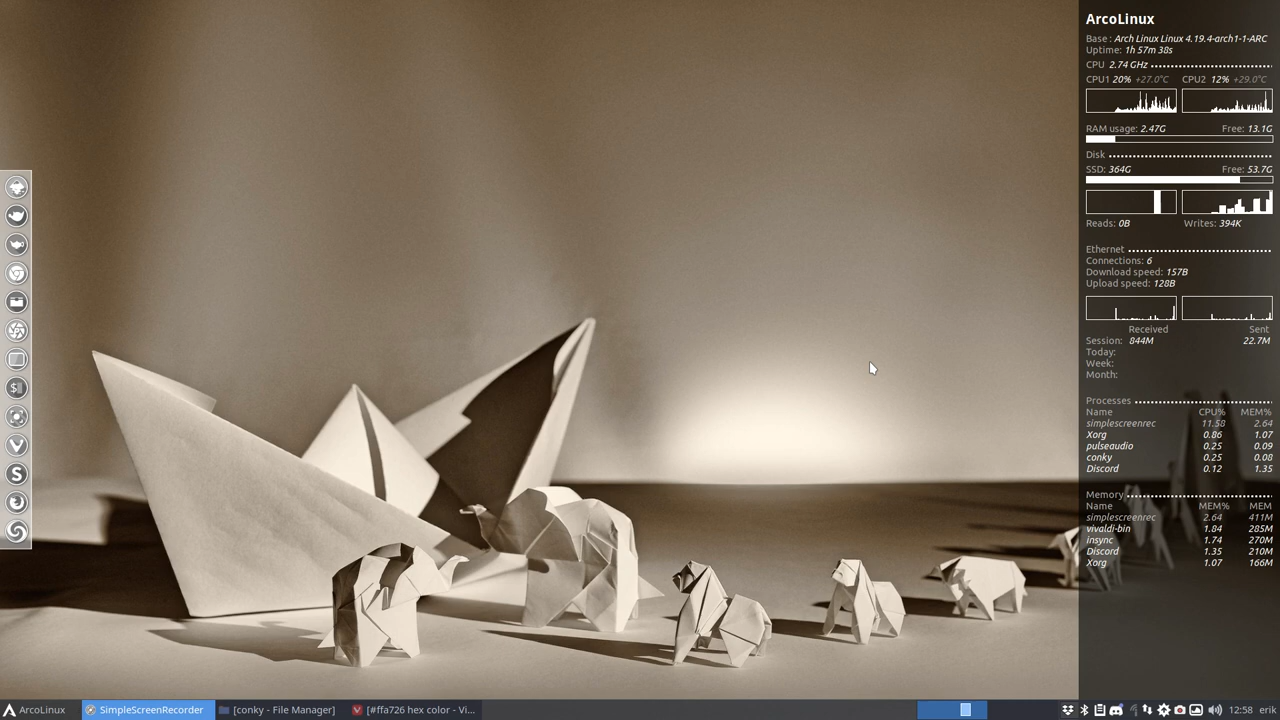 ArcoLinux
Base : Arch Linux Linux 4.19.4-arch1-1-ARC
Uptime: 1h 57m 38s
CPU 2.74 GHz
CPU1 20% +27.0°C CPU2 12% +29.0°C
RAM usage: 2.47G Free: 13.1G
Disk
SSD: 364G Free: 53.7G
Reads: 0B Writes: 394K
Ethernet
Connections: 6
Download speed: 157B
Upload speed: 128B
Received Sent
Session: 844M 22.7M
Today:
Week:
Month:
Processes
Name CPU% MEM%
simplescreenrec 11.58 2.64
Xorg 0.86 1.07
pulseaudio 0.25 0.09
conky 0.25 0.08
Discord 0.12 1.35
Memory
Name MEM% MEM
simplescreenrec 2.64 411M
vivaldi-bin 1.84 285M
insync 1.74 270M
Discord 1.35 210M
Xorg 1.07 166M
ArcoLinux SimpleScreenRecorder [conky - File Manager] [#ffa726 hex color - Vi... 12:58 erik